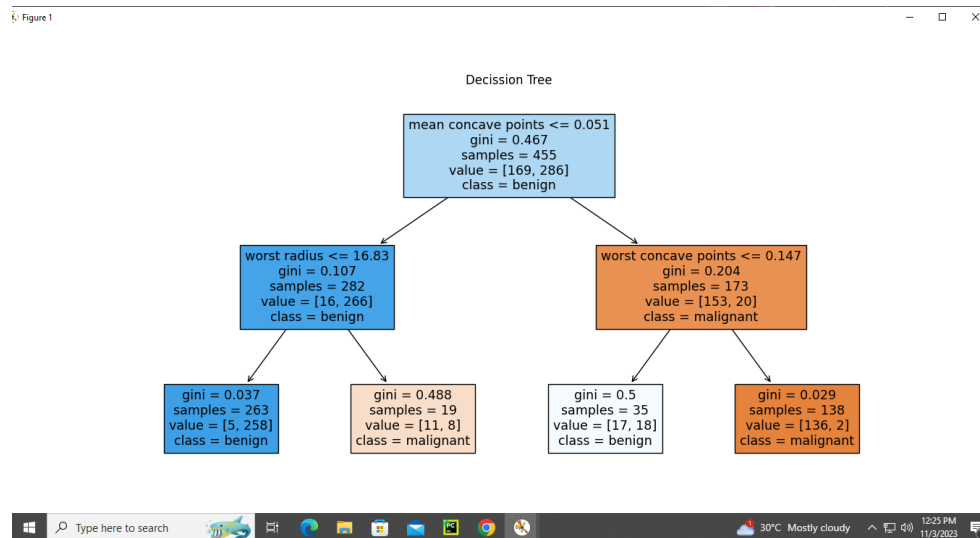 Figure 1
Decission Tree
mean concave points <= 0.051
gini = 0.467
samples = 455
value = [169, 286]
class = benign
worst radius <= 16.83
gini = 0.107
samples = 282
value = [16, 266]
class = benign
worst concave points <= 0.147
gini = 0.204
samples = 173
value = [153, 20]
class = malignant
gini = 0.037
samples = 263
value = [5, 258]
class = benign
gini = 0.488
samples = 19
value = [11, 8]
class = malignant
gini = 0.5
samples = 35
value = [17, 18]
class = benign
gini = 0.029
samples = 138
value = [136, 2]
class = malignant
Type here to search
PC
1
30°C Mostly cloudy
12:25 PM
11/3/2023